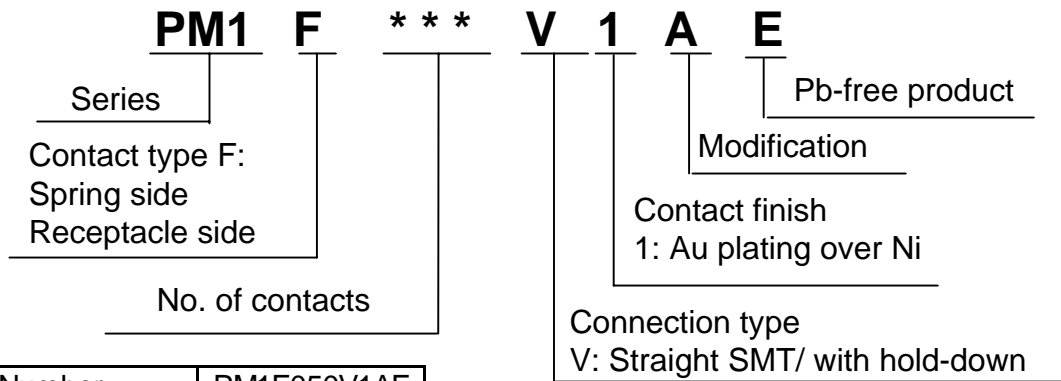 PM1 F *** V 1 A E
Series
Pb-free product
Contact type F:
Spring side
Receptacle side
Modification
Contact finish
1: Au plating over Ni
No. of contacts
Connection type
V: Straight SMT/ with hold-down